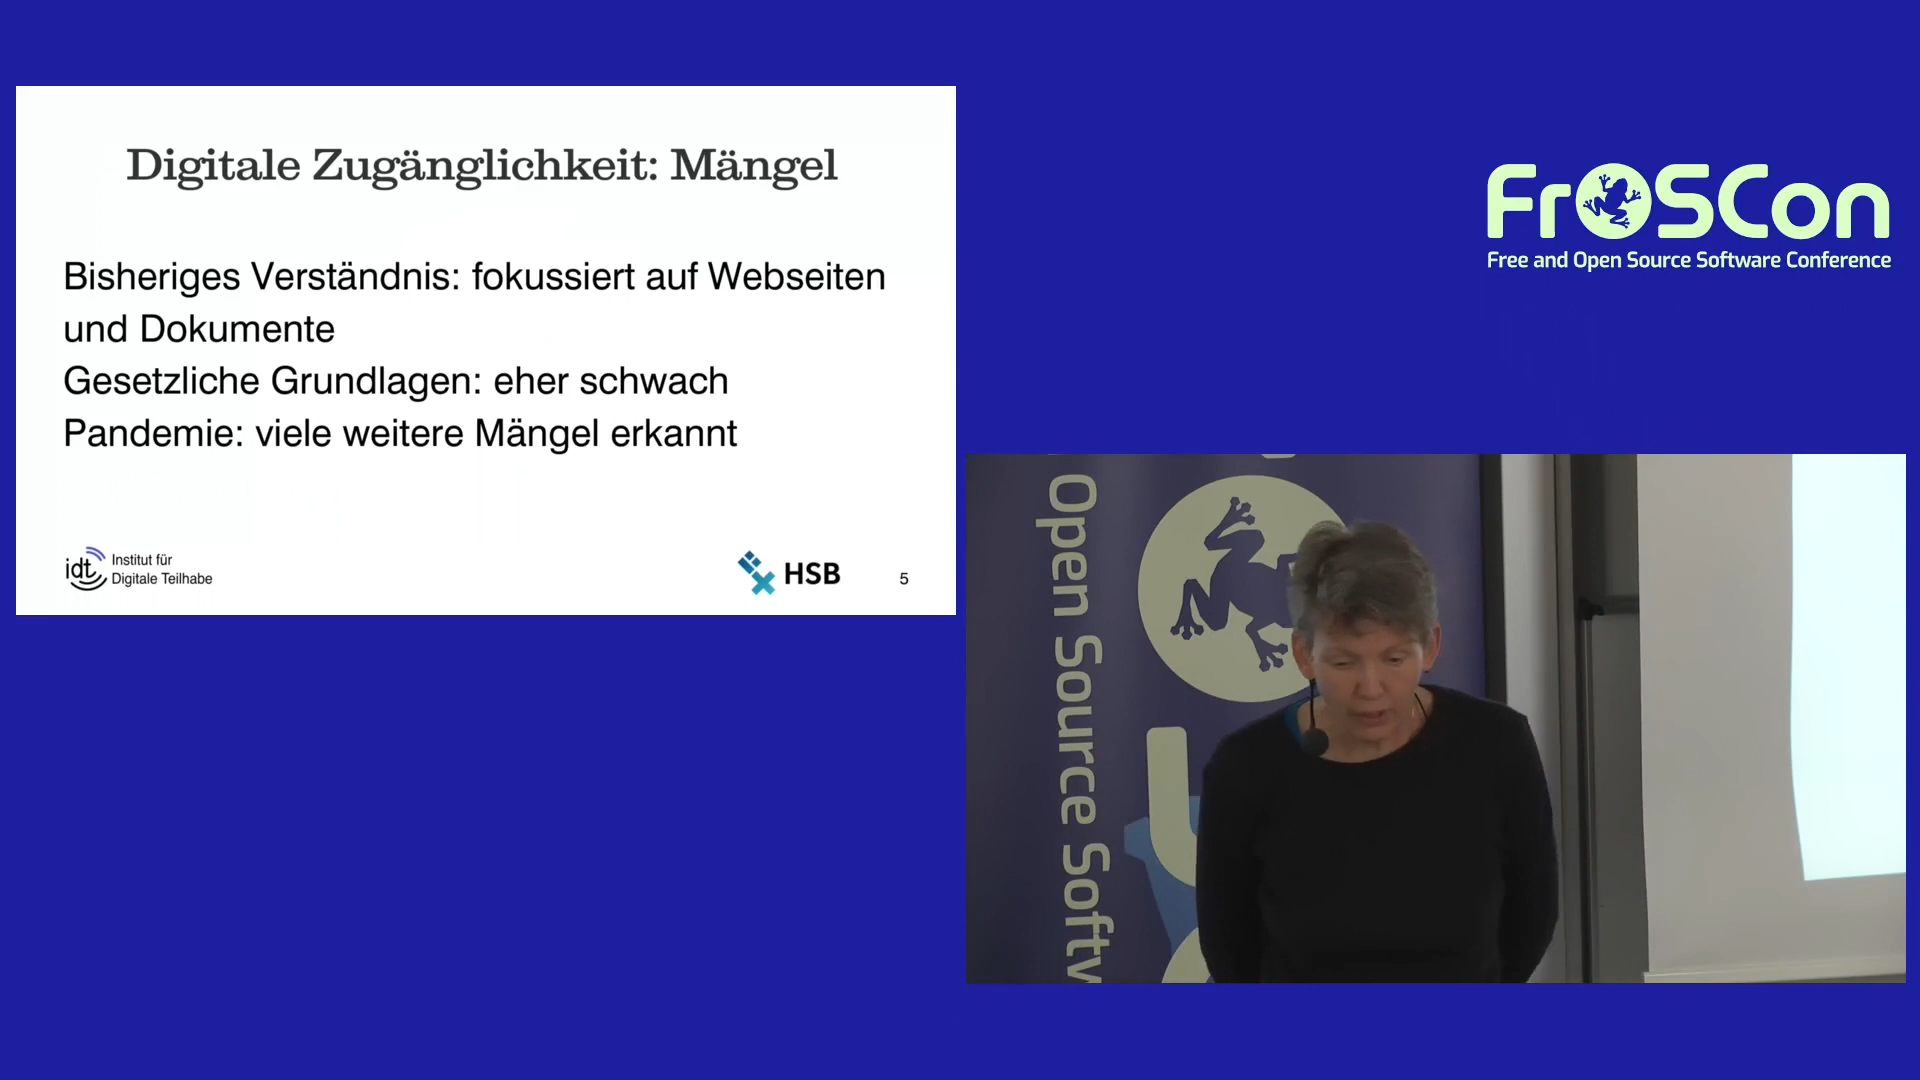 Digitale Zugänglichkeit: Mängel
Bisheriges Verständnis: fokussiert auf Webseiten
und Dokumente
Gesetzliche Grundlagen: eher schwach
Pandemie: viele weitere Mängel erkannt
idt Institut für
Digitale Teilhabe
HSB
5
FrOSCon
Free and Open Source Software Conference
Open Source Softw